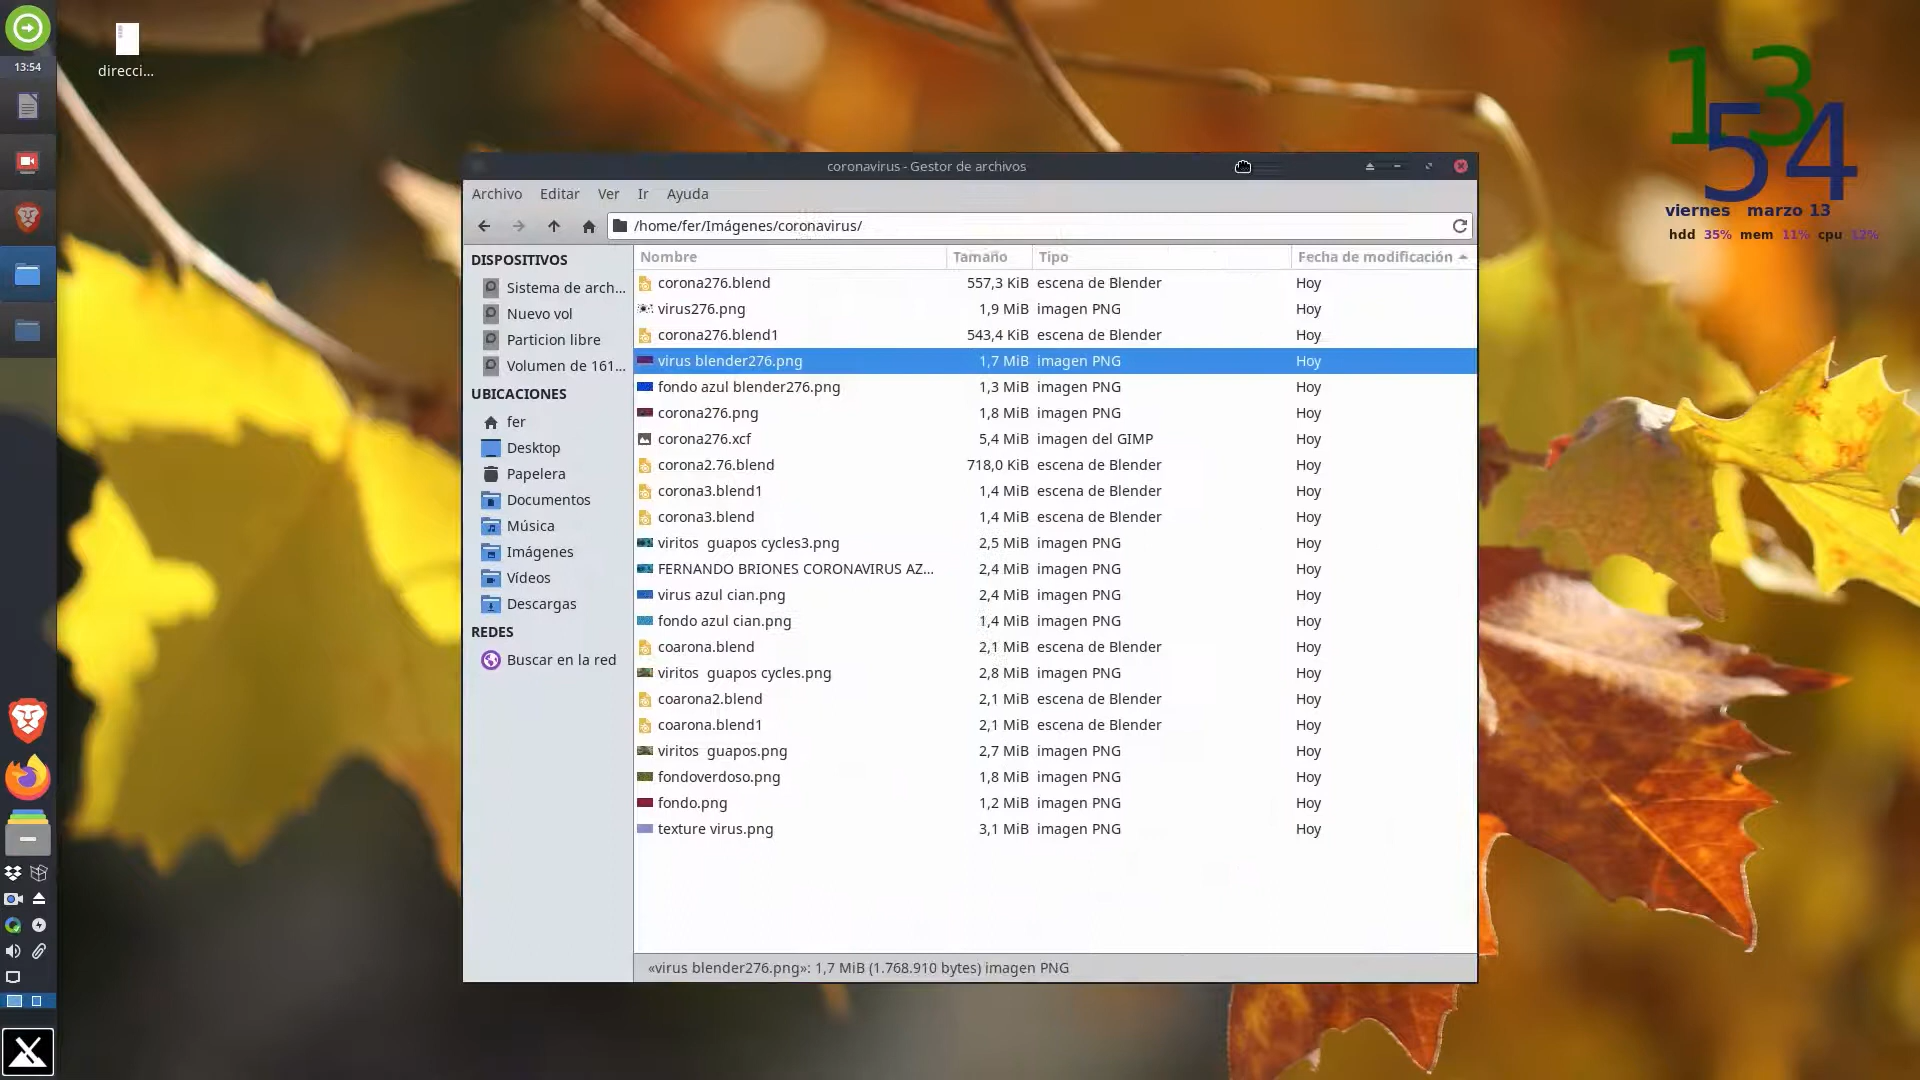 13:54
direcci...
13
54
viernes marzo 13
hdd 35% mem 11% cpu 12%
coronavirus - Gestor de archivos
Archivo Editar Ver Ir Ayuda
/home/fer/Imágenes/coronavirus/
DISPOSITIVOS
Sistema de arch...
Nuevo vol
Particion libre
Volumen de 161...
UBICACIONES
fer
Desktop
Papelera
Documentos
Música
Imágenes
Vídeos
Descargas
REDES
Buscar en la red
Nombre Tamaño Tipo Fecha de modificación
corona276.blend 557,3 KiB escena de Blender Hoy
virus276.png 1,9 MiB imagen PNG Hoy
corona276.blend1 543,4 KiB escena de Blender Hoy
virus blender276.png 1,7 MiB imagen PNG Hoy
fondo azul blender276.png 1,3 MiB imagen PNG Hoy
corona276.png 1,8 MiB imagen PNG Hoy
corona276.xcf 5,4 MiB imagen del GIMP Hoy
corona2.76.blend 718,0 KiB escena de Blender Hoy
corona3.blend1 1,4 MiB escena de Blender Hoy
corona3.blend 1,4 MiB escena de Blender Hoy
viritos  guapos cycles3.png 2,5 MiB imagen PNG Hoy
FERNANDO BRIONES CORONAVIRUS AZ... 2,4 MiB imagen PNG Hoy
virus azul cian.png 2,4 MiB imagen PNG Hoy
fondo azul cian.png 1,4 MiB imagen PNG Hoy
coarona.blend 2,1 MiB escena de Blender Hoy
viritos  guapos cycles.png 2,8 MiB imagen PNG Hoy
coarona2.blend 2,1 MiB escena de Blender Hoy
coarona.blend1 2,1 MiB escena de Blender Hoy
viritos  guapos.png 2,7 MiB imagen PNG Hoy
fondoverdoso.png 1,8 MiB imagen PNG Hoy
fondo.png 1,2 MiB imagen PNG Hoy
texture virus.png 3,1 MiB imagen PNG Hoy
«virus blender276.png»: 1,7 MiB (1.768.910 bytes) imagen PNG